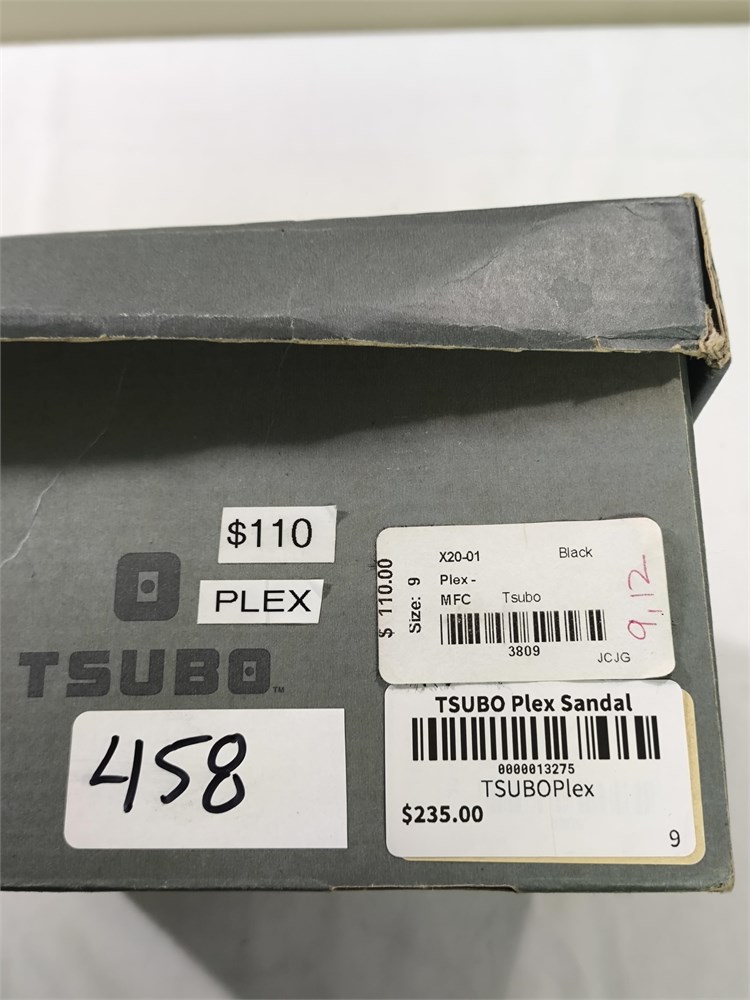 $110
PLEX
TSUBO™
458
$ 110.00
Size: 9
X20-01 Black
Plex -
MFC Tsubo
3809
JCJG
9,12
TSUBO Plex Sandal
0000013275
TSUBOPlex
$235.00
9